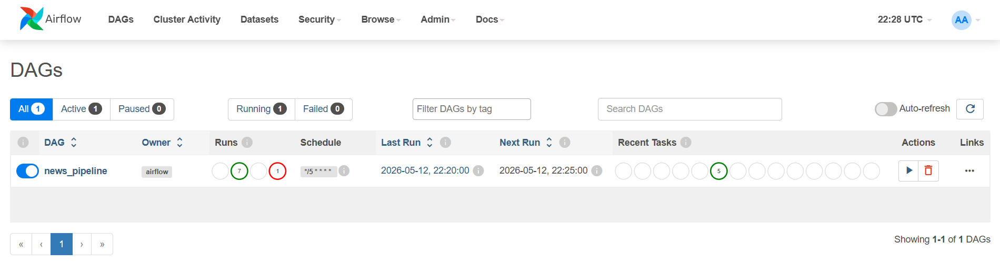 Airflow DAGs Cluster Activity Datasets Security Browse Admin Docs 22:28 UTC AA
DAGs
All 1 Active 1 Paused 0 Running 1 Failed 0 Filter DAGs by tag Search DAGs Auto-refresh
DAG Owner Runs Schedule Last Run Next Run Recent Tasks Actions Links
news_pipeline airflow 7 1 */5 * * * * 2026-05-12, 22:20:00 2026-05-12, 22:25:00 5
« ‹ 1 › »
Showing 1-1 of 1 DAGs